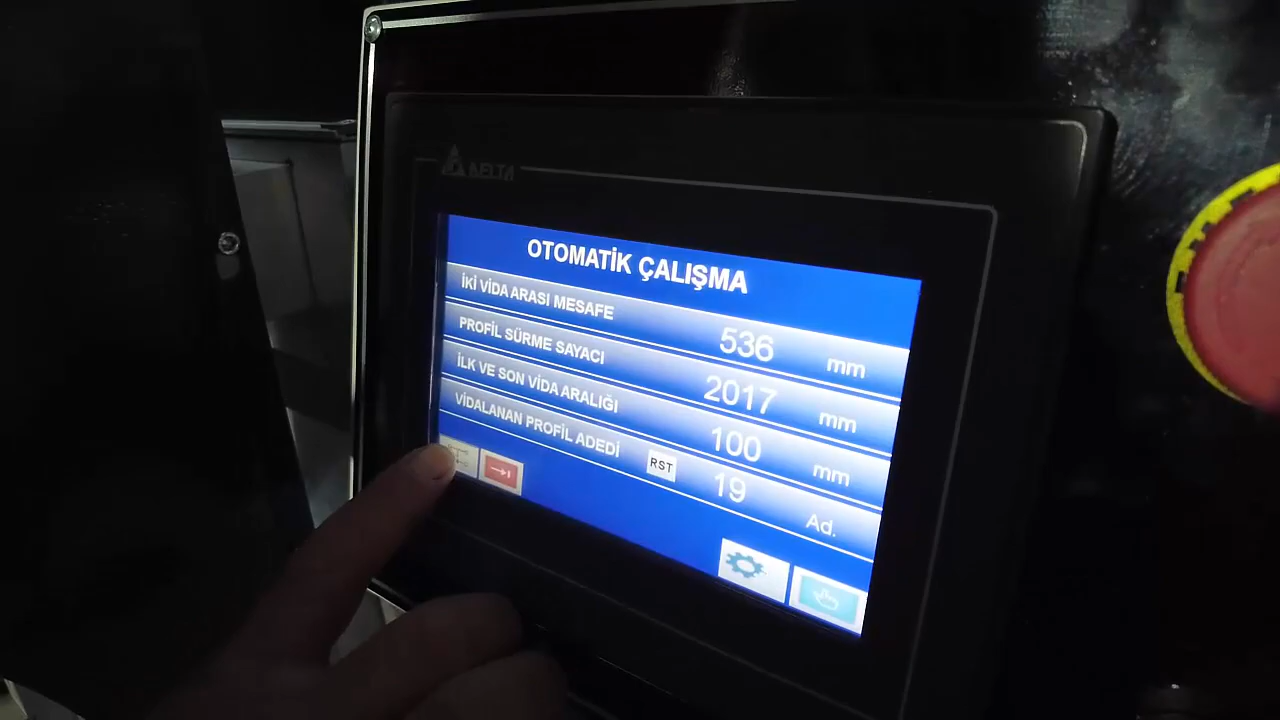 DELTA
OTOMATİK ÇALIŞMA
İKİ VİDA ARASI MESAFE 536 mm
PROFİL SÜRME SAYACI 2017 mm
İLK VE SON VİDA ARALIĞI 100 mm
VİDALANAN PROFİL ADEDİ RST 19 Ad.